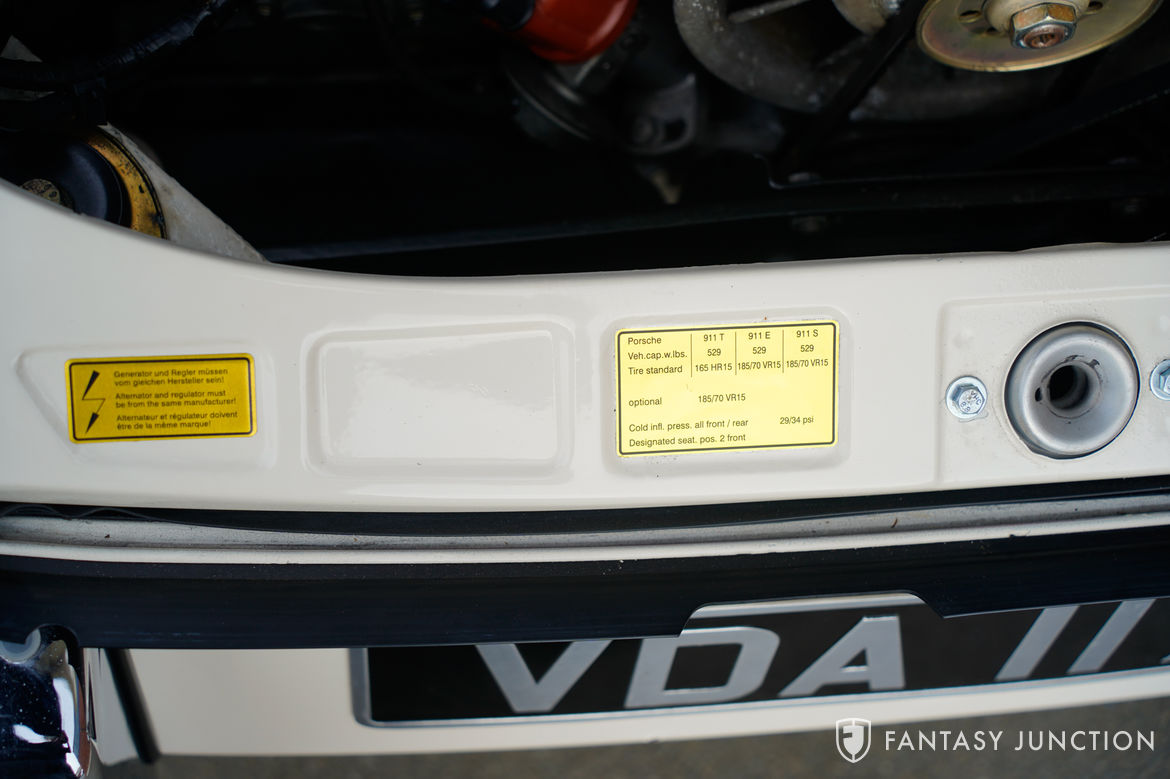 Generator und Regler müssen
vom gleichen Hersteller sein!
Alternator and regulator must
be from the same manufacturer!
Alternateur et régulateur doivent
être de la même marque!
Porsche 911 T 911 E 911 S
Veh.cap.w.lbs. 529 529 529
Tire standard 165 HR15 185/70 VR15 185/70 VR15
optional 185/70 VR15
Cold infl. press. all front / rear 29/34 psi
Designated seat. pos. 2 front
VDA 11
FANTASY JUNCTION